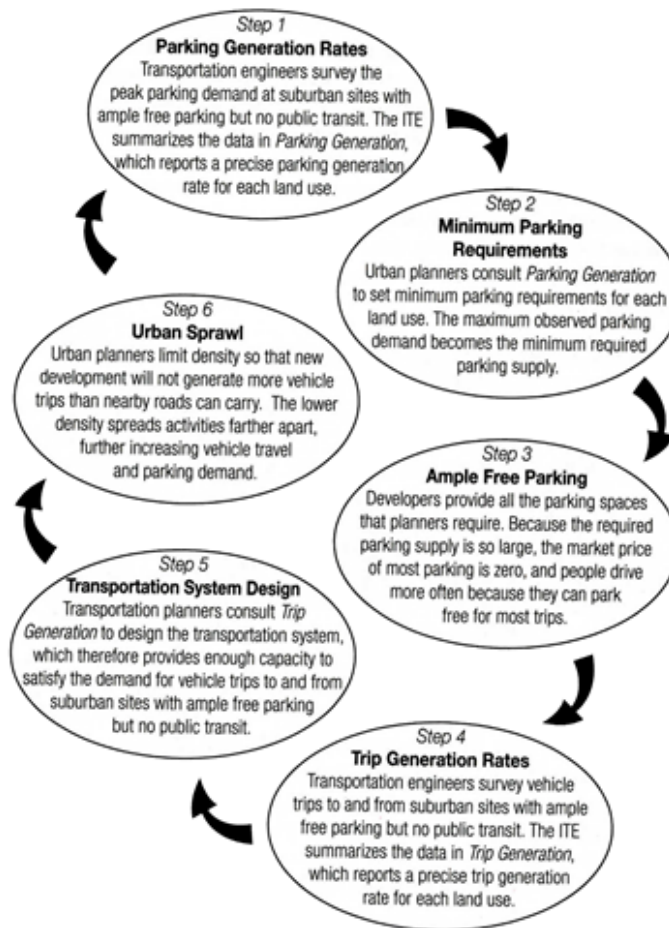 Step 1
Parking Generation Rates
Transportation engineers survey the
peak parking demand at suburban sites with
ample free parking but no public transit. The ITE
summarizes the data in Parking Generation,
which reports a precise parking generation
rate for each land use.
Step 2
Minimum Parking
Requirements
Urban planners consult Parking Generation
to set minimum parking requirements for each
land use. The maximum observed parking
demand becomes the minimum required
parking supply.
Step 3
Ample Free Parking
Developers provide all the parking spaces
that planners require. Because the required
parking supply is so large, the market price
of most parking is zero, and people drive
more often because they can park
free for most trips.
Step 4
Trip Generation Rates
Transportation engineers survey vehicle
trips to and from suburban sites with ample
free parking but no public transit. The ITE
summarizes the data in Trip Generation,
which reports a precise trip generation
rate for each land use.
Step 5
Transportation System Design
Transportation planners consult Trip
Generation to design the transportation system,
which therefore provides enough capacity to
satisfy the demand for vehicle trips to and from
suburban sites with ample free parking
but no public transit.
Step 6
Urban Sprawl
Urban planners limit density so that new
development will not generate more vehicle
trips than nearby roads can carry. The lower
density spreads activities farther apart,
further increasing vehicle travel
and parking demand.